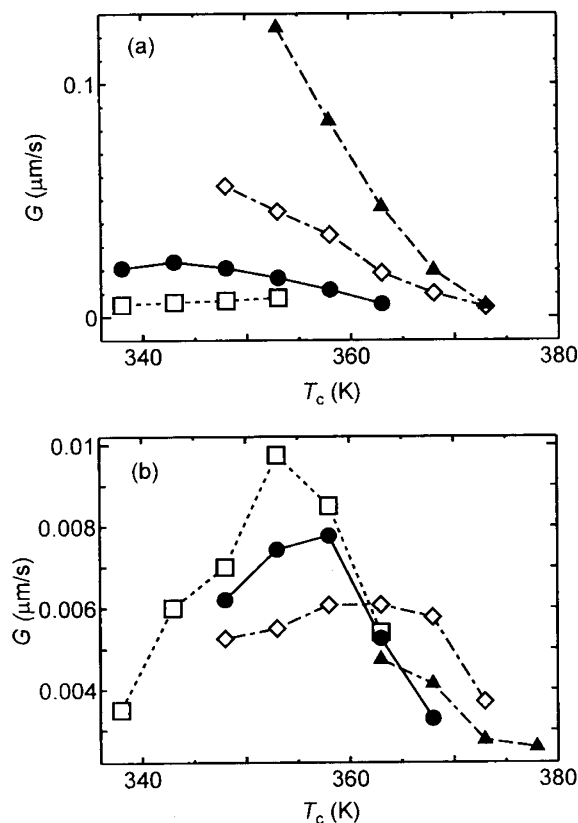 (a)
0.1
G (μm/s)
0
340 360 380
Tc (K)
(b)
0.01
0.008
0.006
G (μm/s)
0.004
340 360 380
Tc (K)